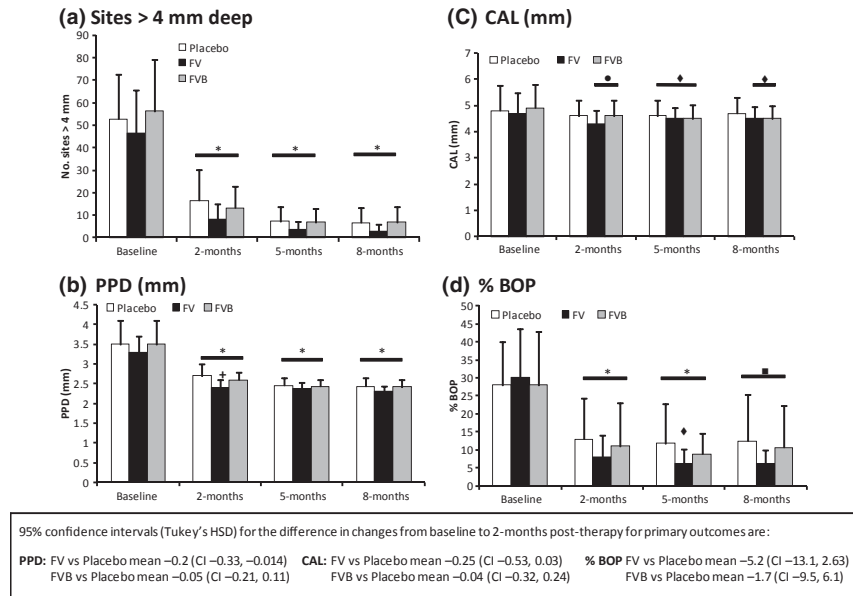 (a) Sites > 4 mm deep
Placebo
FV
FVB
No. sites > 4 mm
90
80
70
60
50
40
30
20
10
0
*
*
*
Baseline 2-months 5-months 8-months
(C) CAL (mm)
Placebo FV FVB
CAL (mm)
7
6
5
4
3
2
1
0
● ♦ ♦
Baseline 2-months 5-months 8-months
(b) PPD (mm)
Placebo FV FVB
PPD (mm)
4.5
4
3.5
3
2.5
2
1.5
1
0.5
0
* * *
+
Baseline 2-months 5-months 8-months
(d) % BOP
Placebo FV FVB
% BOP
50
45
40
35
30
25
20
15
10
5
0
* * ■
♦
Baseline 2-months 5-months 8-months
95% confidence intervals (Tukey's HSD) for the difference in changes from baseline to 2-months post-therapy for primary outcomes are:
PPD: FV vs Placebo mean –0.2 (CI –0.33, –0.014) CAL: FV vs Placebo mean –0.25 (CI –0.53, 0.03) % BOP FV vs Placebo mean –5.2 (CI –13.1, 2.63)
FVB vs Placebo mean –0.05 (CI –0.21, 0.11) FVB vs Placebo mean –0.04 (CI –0.32, 0.24) FVB vs Placebo mean –1.7 (CI –9.5, 6.1)